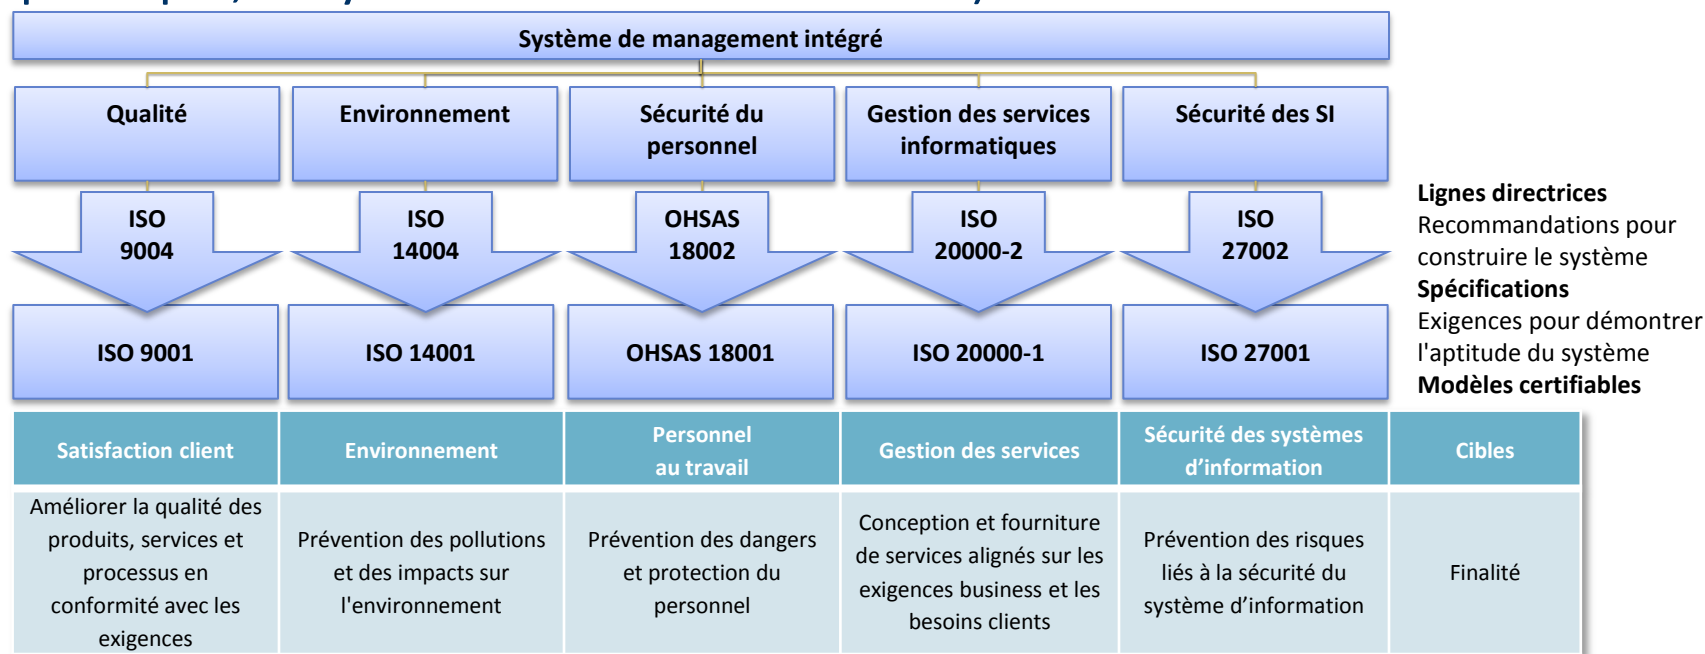 Système de management intégré
Qualité
Environnement
Sécurité du
personnel
Gestion des services
informatiques
Sécurité des SI
ISO
9004
ISO
14004
OHSAS
18002
ISO
20000-2
ISO
27002
Lignes directrices
Recommandations pour
construire le système
Spécifications
Exigences pour démontrer
l'aptitude du système
Modèles certifiables
ISO 9001
ISO 14001
OHSAS 18001
ISO 20000-1
ISO 27001
Satisfaction client
Environnement
Personnel
au travail
Gestion des services
Sécurité des systèmes
d’information
Cibles
Améliorer la qualité des
produits, services et
processus en
conformité avec les
exigences
Prévention des pollutions
et des impacts sur
l'environnement
Prévention des dangers
et protection du
personnel
Conception et fourniture
de services alignés sur les
exigences business et les
besoins clients
Prévention des risques
liés à la sécurité du
système d’information
Finalité